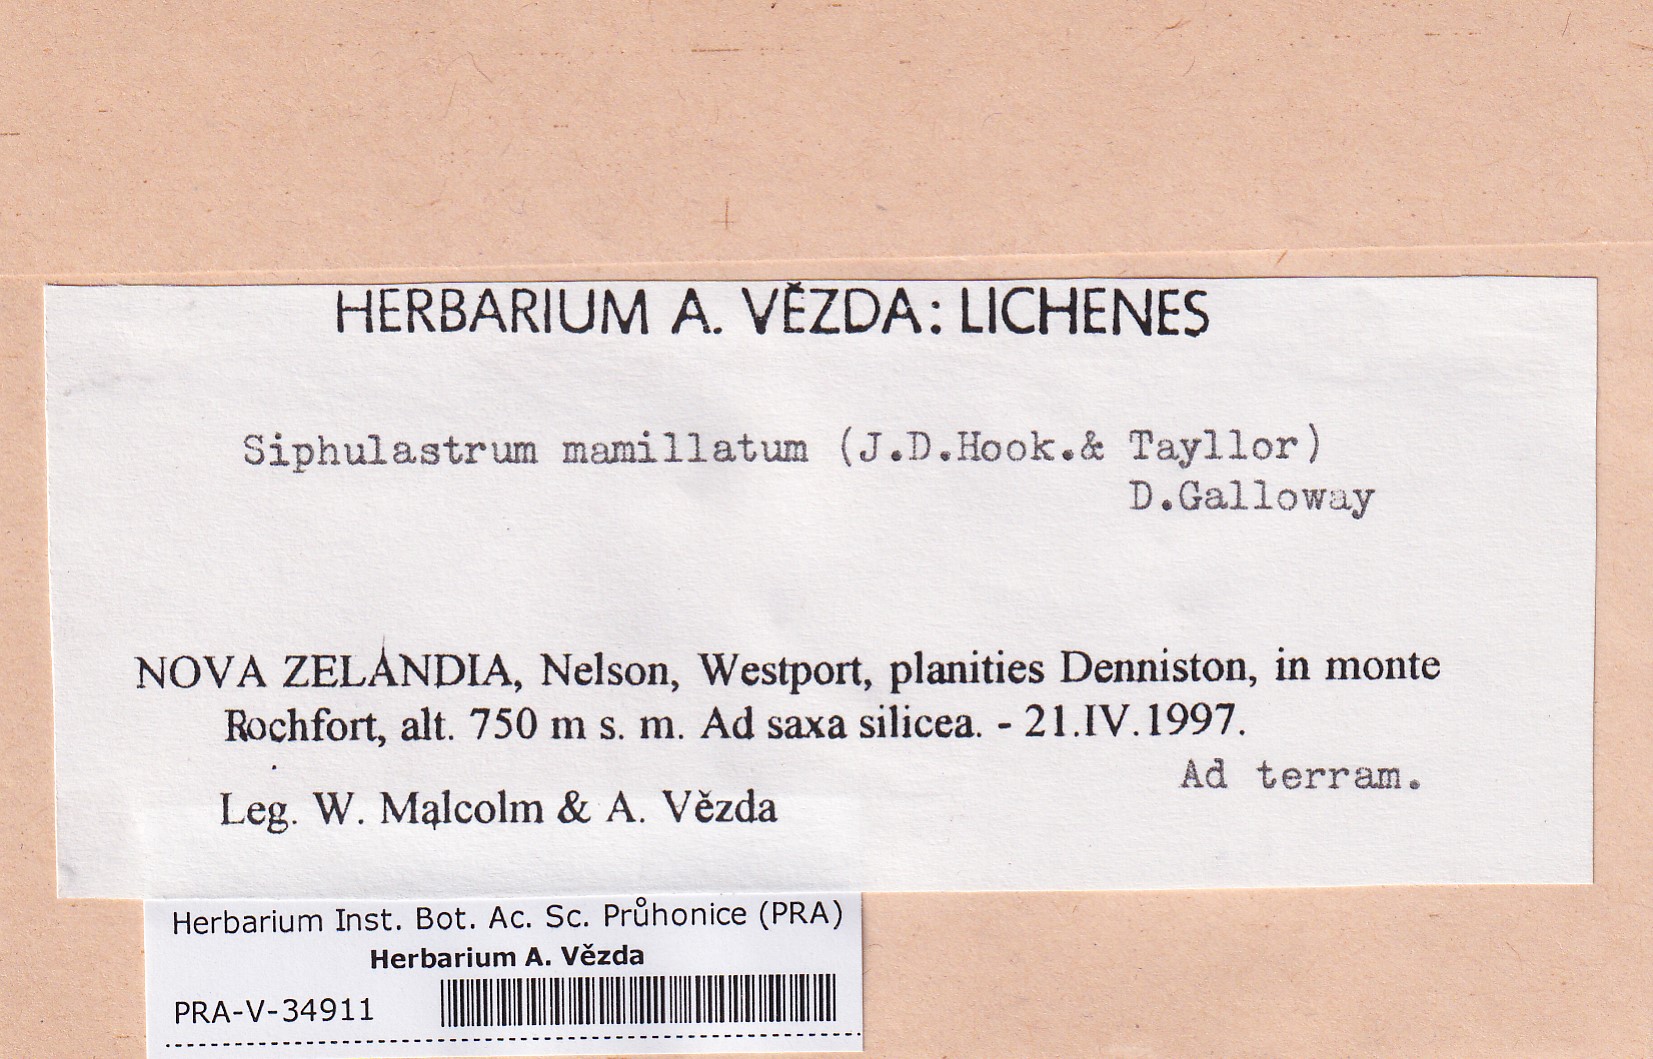 HERBARIUM A. VĚZDA: LICHENES
Siphulastrum mamillatum (J.D.Hook.& Tayllor)
D.Galloway
NOVA ZELANDIA, Nelson, Westport, planities Denniston, in monte
Rochfort, alt. 750 m s. m. Ad saxa silicea. - 21.IV.1997.
Ad terram.
Leg. W. Malcolm & A. Vězda
Herbarium Inst. Bot. Ac. Sc. Průhonice (PRA)
Herbarium A. Vězda
PRA-V-34911